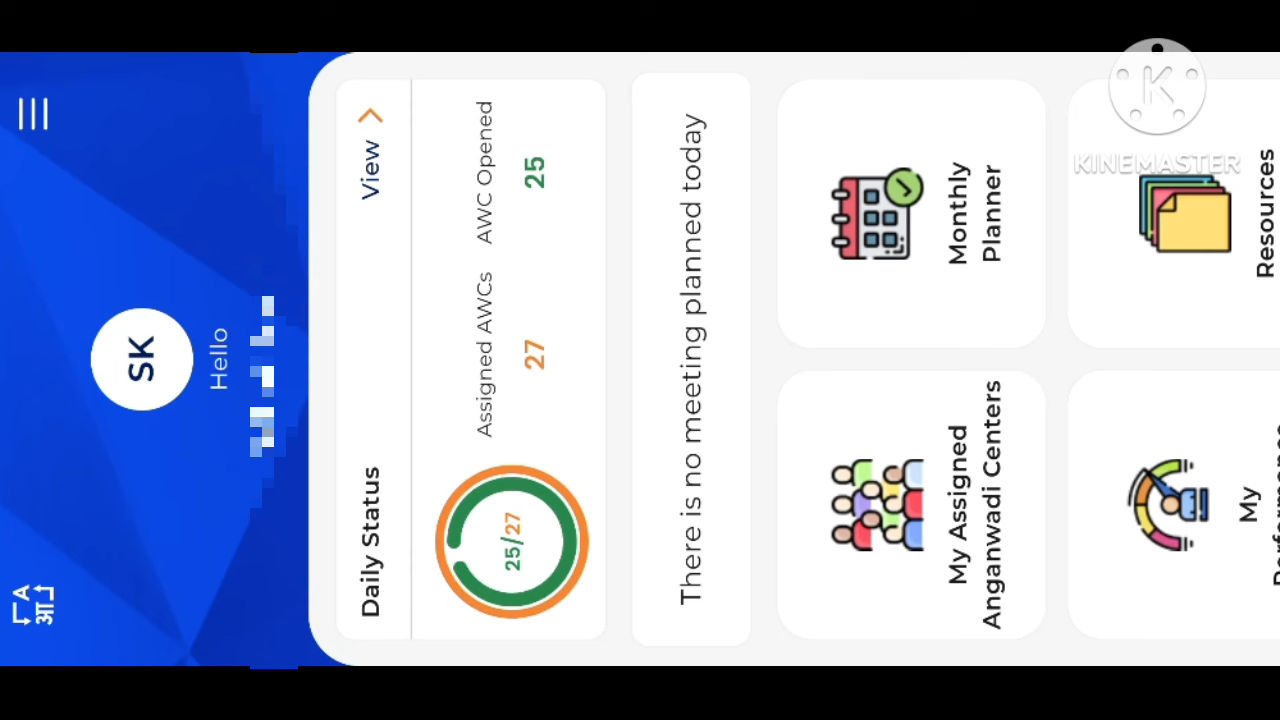 A
आ
SK
Hello
Daily Status
View
25/27
Assigned AWCs
AWC Opened
27
25
There is no meeting planned today
My Assigned
Anganwadi Centers
Monthly
Planner
My
Performance
Resources
K
KINEMASTER